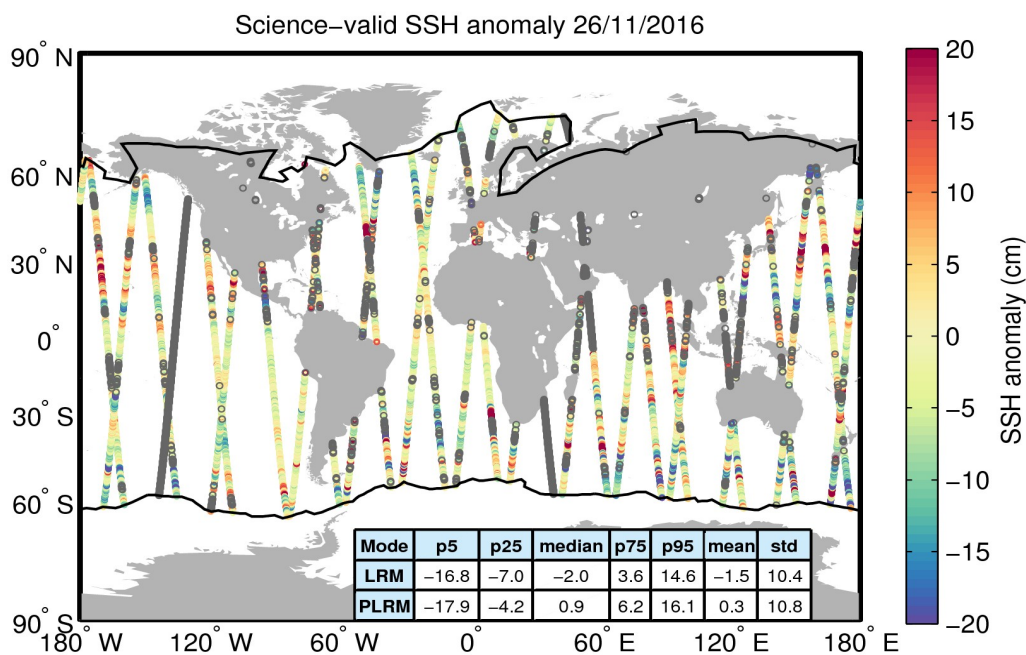 Science−valid SSH anomaly 26/11/2016
90° N
60° N
30° N
0°
30° S
60° S
90° S
180° W
120° W
60° W
0°
60° E
120° E
180° E
Mode p5 p25 median p75 p95 mean std
LRM −16.8 −7.0 −2.0 3.6 14.6 −1.5 10.4
PLRM −17.9 −4.2 0.9 6.2 16.1 0.3 10.8
20
15
10
5
0
−5
−10
−15
−20
SSH anomaly (cm)